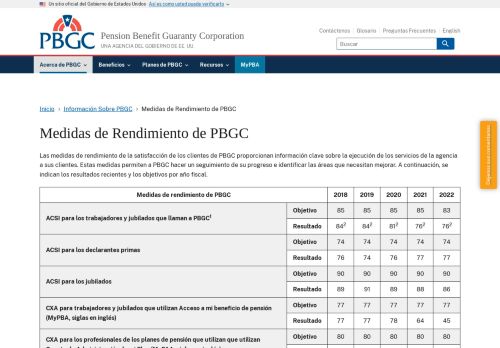 Un sitio oficial del Gobierno de Estados Unidos Así es como usted puede verificarlo
PBGC
Pension Benefit Guaranty Corporation
UNA AGENCIA DEL GOBIERNO DE EE. UU.
Contáctenos Glosario Preguntas Frecuentes English
Buscar
Acerca de PBGC Beneficios Planes de PBGC Recursos MyPBA
Inicio Información Sobre PBGC Medidas de Rendimiento de PBGC
Medidas de Rendimiento de PBGC
Las medidas de rendimiento de la satisfacción de los clientes de PBGC proporcionan información clave sobre la ejecución de los servicios de la agencia
a sus clientes. Estas medidas permiten a PBGC hacer un seguimiento de su progreso e identificar las áreas que necesitan mejorar. A continuación, se
indican los resultados recientes y los objetivos por año fiscal.
Medidas de rendimiento de PBGC 2018 2019 2020 2021 2022
ACSI para los trabajadores y jubilados que llaman a PBGC1
Objetivo 85 85 85 85 83
Resultado 842 842 812 762 762
ACSI para los declarantes primas
Objetivo 74 74 74 74 74
Resultado 76 74 76 77 77
ACSI para los jubilados
Objetivo 90 90 90 90 90
Resultado 89 91 89 88 86
CXA para trabajadores y jubilados que utilizan Acceso a mi beneficio de pensión
(MyPBA, siglas en inglés)
Objetivo 77 77 77 77 77
Resultado 77 77 78 64 45
CXA para los profesionales de los planes de pensión que utilizan que utilizan
Objetivo 80 80 80 80 80